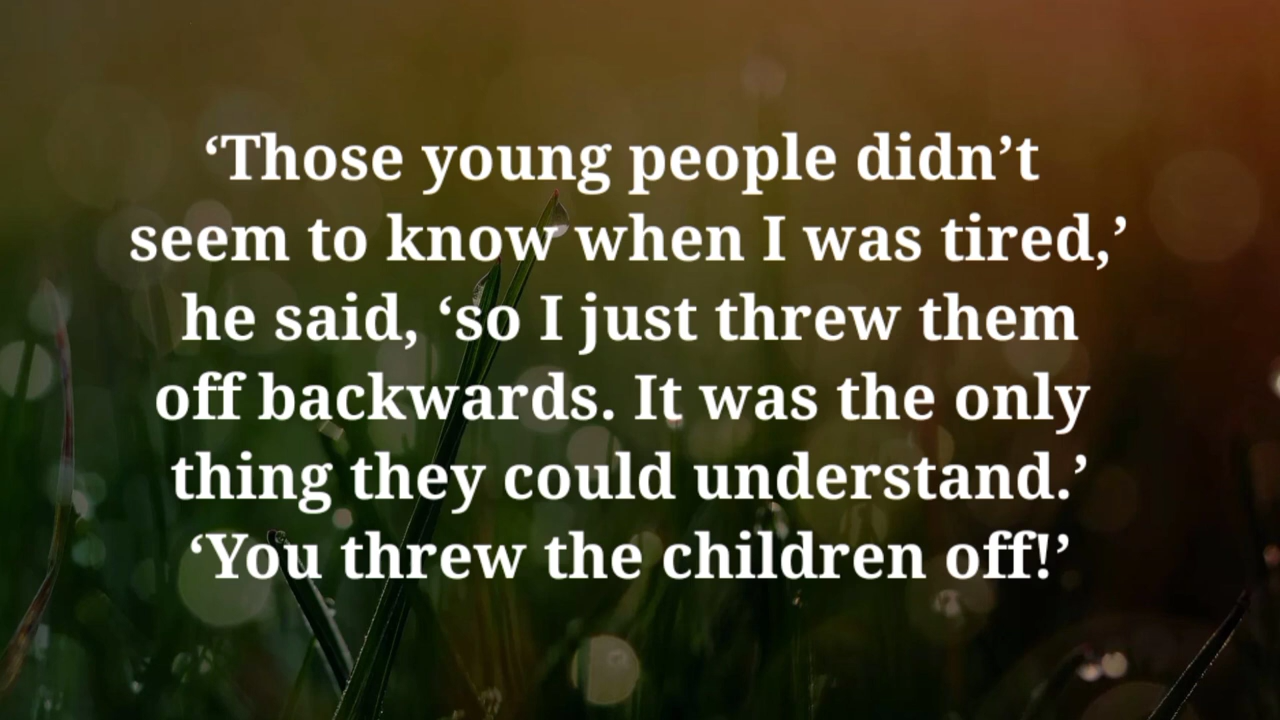 ‘Those young people didn’t
seem to know when I was tired,’
he said, ‘so I just threw them
off backwards. It was the only
thing they could understand.’
‘You threw the children off!’